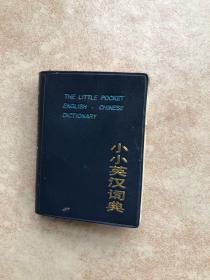 THE LITTLE POCKET
ENGLISH - CHINESE
DICTIONARY
小小英汉词典